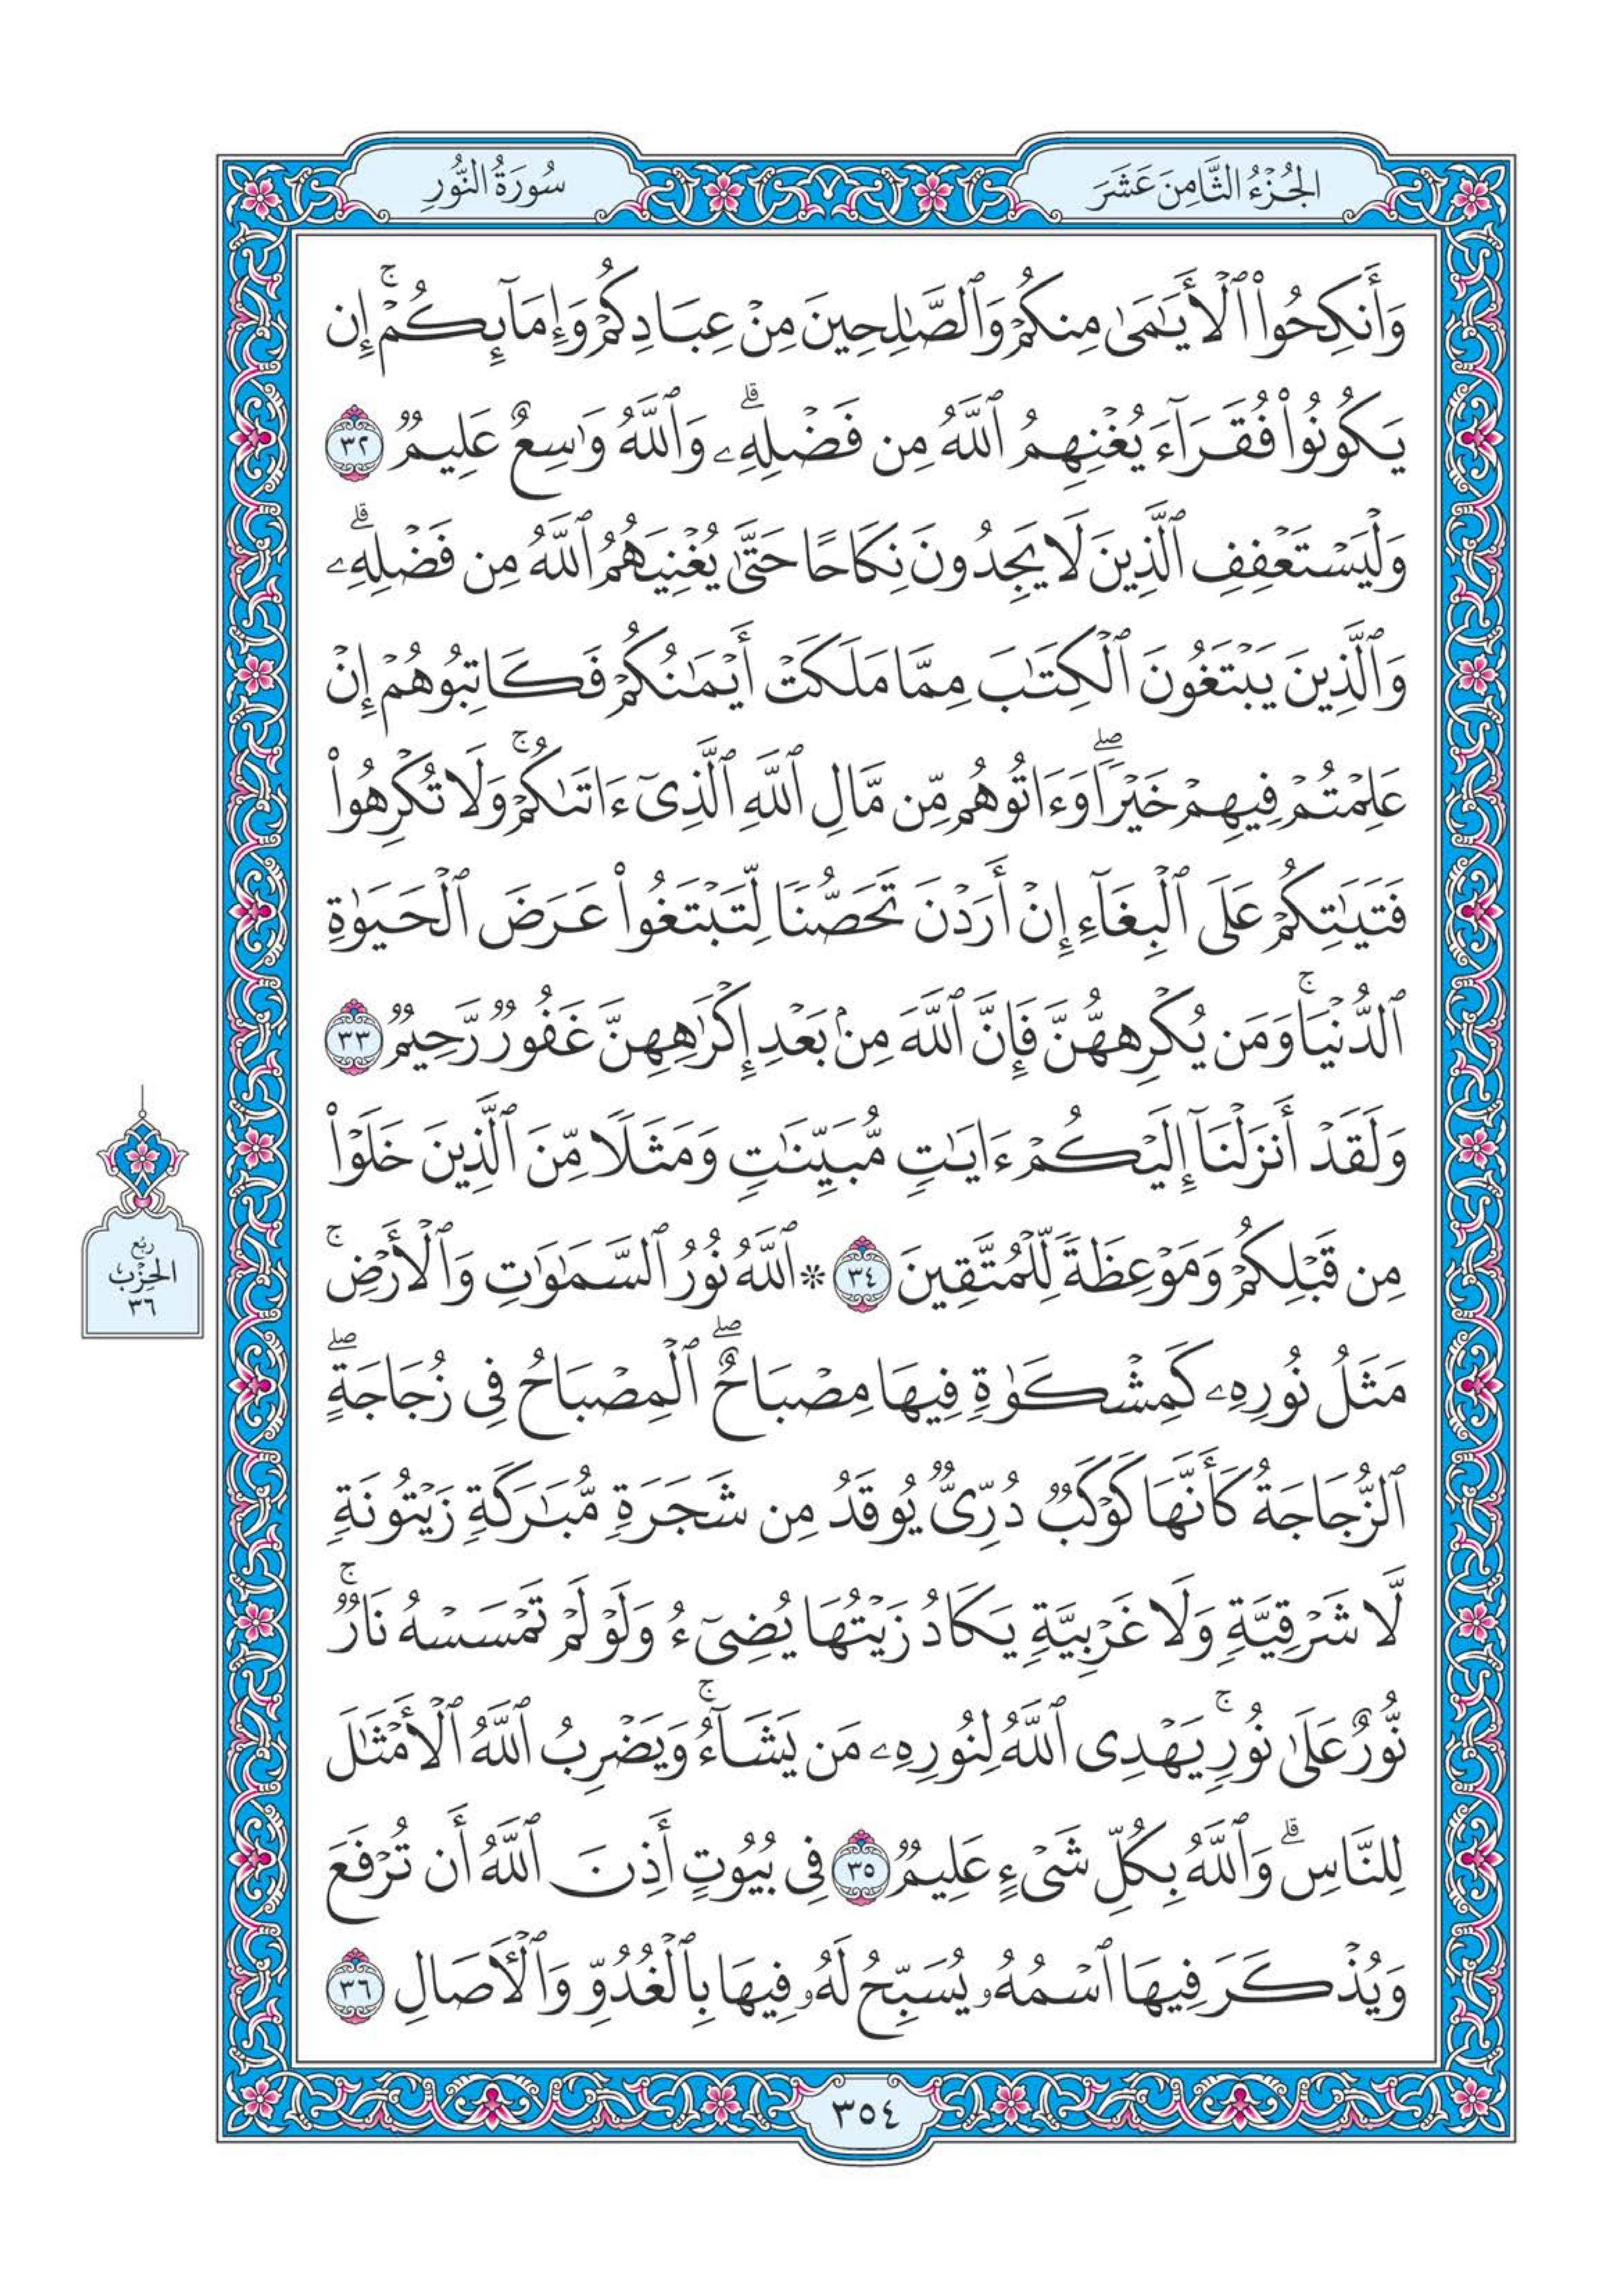 الجُزْءُ الثَّامِنَ عَشَرَ
سُورَةُ النُّورِ
وَأَنكِحُوا۟ ٱلْأَيَـٰمَىٰ مِنكُمْ وَٱلصَّـٰلِحِينَ مِنْ عِبَادِكُمْ وَإِمَآئِكُمْ ۚ إِن
يَكُونُوا۟ فُقَرَآءَ يُغْنِهِمُ ٱللَّهُ مِن فَضْلِهِۦ ۗ وَٱللَّهُ وَٰسِعٌ عَلِيمٌ ٣٢
وَلْيَسْتَعْفِفِ ٱلَّذِينَ لَا يَجِدُونَ نِكَاحًا حَتَّىٰ يُغْنِيَهُمُ ٱللَّهُ مِن فَضْلِهِۦ ۗ
وَٱلَّذِينَ يَبْتَغُونَ ٱلْكِتَـٰبَ مِمَّا مَلَكَتْ أَيْمَـٰنُكُمْ فَكَاتِبُوهُمْ إِنْ
عَلِمْتُمْ فِيهِمْ خَيْرًا ۖ وَءَاتُوهُم مِّن مَّالِ ٱللَّهِ ٱلَّذِىٓ ءَاتَىٰكُمْ ۚ وَلَا تُكْرِهُوا۟
فَتَيَـٰتِكُمْ عَلَى ٱلْبِغَآءِ إِنْ أَرَدْنَ تَحَصُّنًا لِّتَبْتَغُوا۟ عَرَضَ ٱلْحَيَوٰةِ
ٱلدُّنْيَا ۚ وَمَن يُكْرِههُّنَّ فَإِنَّ ٱللَّهَ مِنۢ بَعْدِ إِكْرَٰهِهِنَّ غَفُورٌ رَّحِيمٌ ٣٣
وَلَقَدْ أَنزَلْنَآ إِلَيْكُمْ ءَايَـٰتٍ مُّبَيِّنَـٰتٍ وَمَثَلًا مِّنَ ٱلَّذِينَ خَلَوْا۟
مِن قَبْلِكُمْ وَمَوْعِظَةً لِّلْمُتَّقِينَ ٣٤ * ٱللَّهُ نُورُ ٱلسَّمَـٰوَٰتِ وَٱلْأَرْضِ ۚ
مَثَلُ نُورِهِۦ كَمِشْكَوٰةٍ فِيهَا مِصْبَاحٌ ۖ ٱلْمِصْبَاحُ فِى زُجَاجَةٍ ۖ
ٱلزُّجَاجَةُ كَأَنَّهَا كَوْكَبٌ دُرِّىٌّ يُوقَدُ مِن شَجَرَةٍ مُّبَـٰرَكَةٍ زَيْتُونَةٍ
لَّا شَرْقِيَّةٍ وَلَا غَرْبِيَّةٍ يَكَادُ زَيْتُهَا يُضِىٓءُ وَلَوْ لَمْ تَمْسَسْهُ نَارٌ ۚ
نُّورٌ عَلَىٰ نُورٍ ۗ يَهْدِى ٱللَّهُ لِنُورِهِۦ مَن يَشَآءُ ۚ وَيَضْرِبُ ٱللَّهُ ٱلْأَمْثَـٰلَ
لِلنَّاسِ ۗ وَٱللَّهُ بِكُلِّ شَىْءٍ عَلِيمٌ ٣٥ فِى بُيُوتٍ أَذِنَ ٱللَّهُ أَن تُرْفَعَ
وَيُذْكَرَ فِيهَا ٱسْمُهُۥ يُسَبِّحُ لَهُۥ فِيهَا بِٱلْغُدُوِّ وَٱلْـَٔاصَالِ ٣٦
ربع
الحِزْب
٣٦
٣٥٤